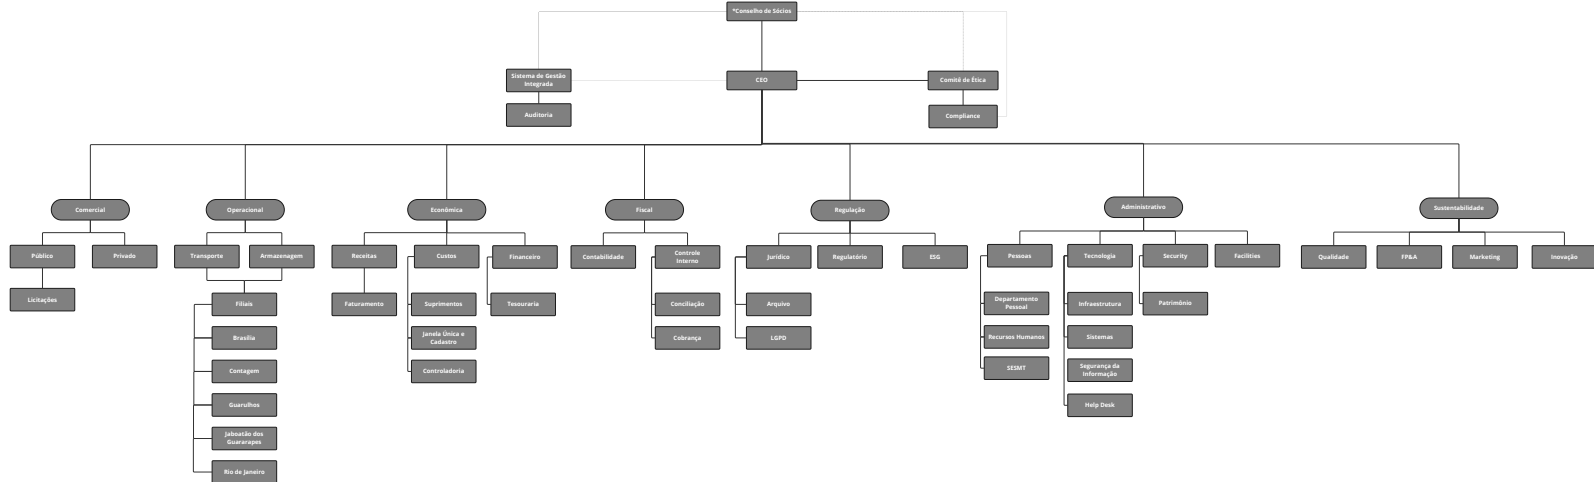 *Conselho de Sócios
Sistema de Gestão
Integrada
CEO
Comitê de Ética
Auditoria
Compliance
Comercial
Operacional
Econômica
Fiscal
Regulação
Administrativo
Sustentabilidade
Público
Privado
Transporte
Armazenagem
Receitas
Custos
Financeiro
Contabilidade
Controle
Interno
Jurídico
Regulatório
ESG
Pessoas
Tecnologia
Security
Facilities
Qualidade
FP&A
Marketing
Inovação
Licitações
Filiais
Faturamento
Suprimentos
Tesouraria
Conciliação
Arquivo
Departamento
Pessoal
Infraestrutura
Patrimônio
Brasília
Janela Única e
Cadastro
Cobrança
LGPD
Recursos Humanos
Sistemas
Contagem
Controladoria
SESMT
Segurança da
Informação
Guarulhos
Help Desk
Jaboatão dos
Guararapes
Rio de Janeiro